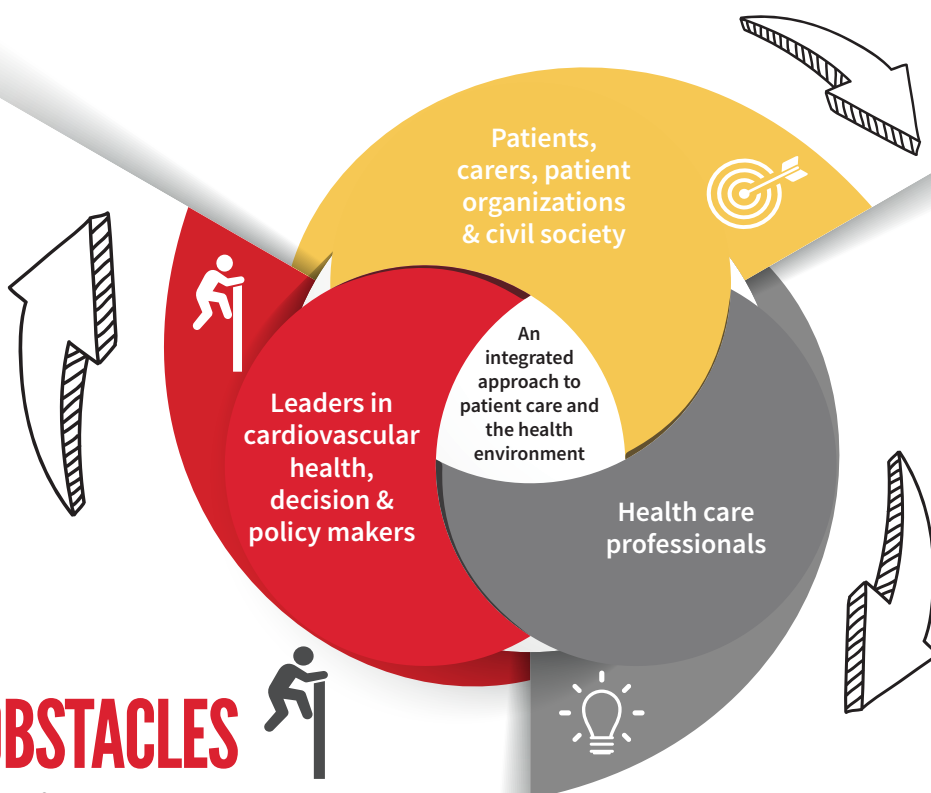 Patients,
carers, patient
organizations
& civil society
An
integrated
approach to
patient care and
the health
environment
Leaders in
cardiovascular
health,
decision &
policy makers
Health care
professionals
OBSTACLES